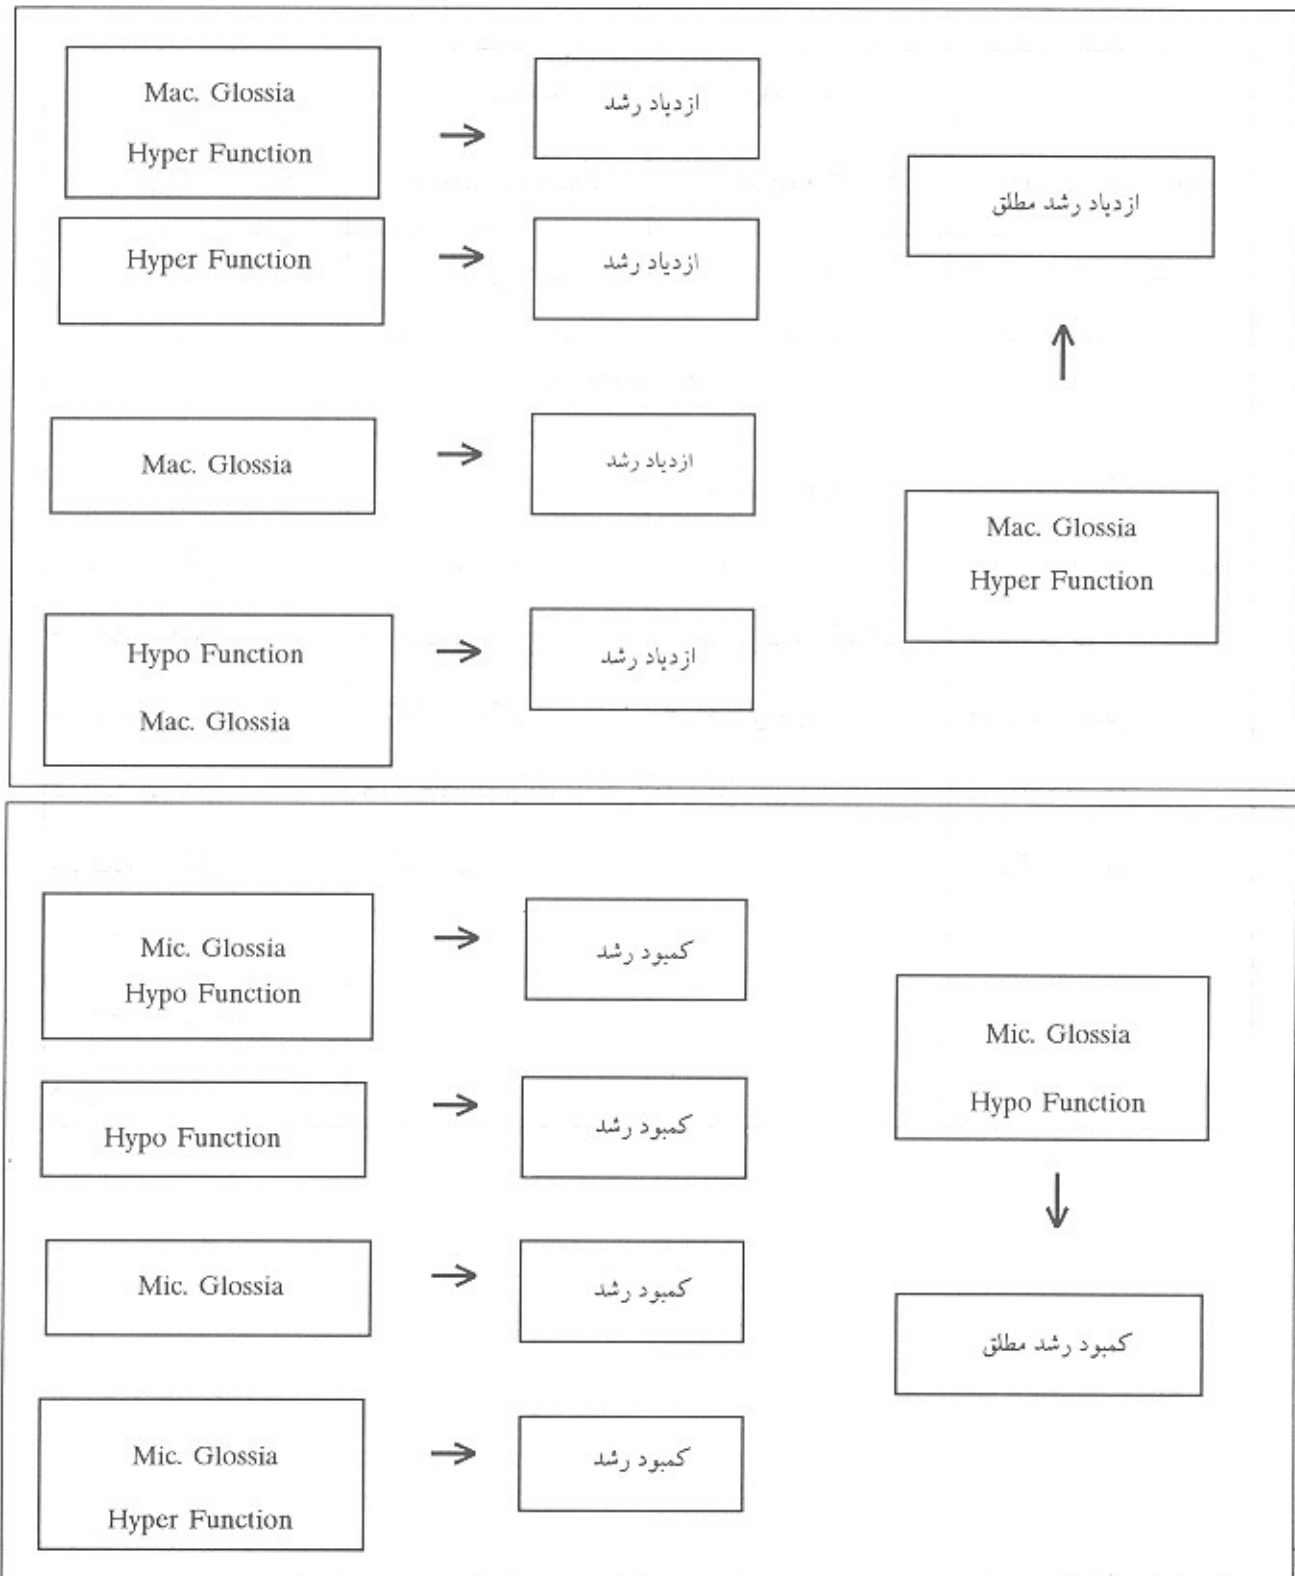 Mac. Glossia
Hyper Function
ازدیاد رشد
Hyper Function
ازدیاد رشد
ازدیاد رشد مطلق
Mac. Glossia
ازدیاد رشد
Mac. Glossia
Hyper Function
Hypo Function
Mac. Glossia
ازدیاد رشد
Mic. Glossia
Hypo Function
کمبود رشد
Mic. Glossia
Hypo Function
Hypo Function
کمبود رشد
Mic. Glossia
کمبود رشد
کمبود رشد مطلق
Mic. Glossia
Hyper Function
کمبود رشد